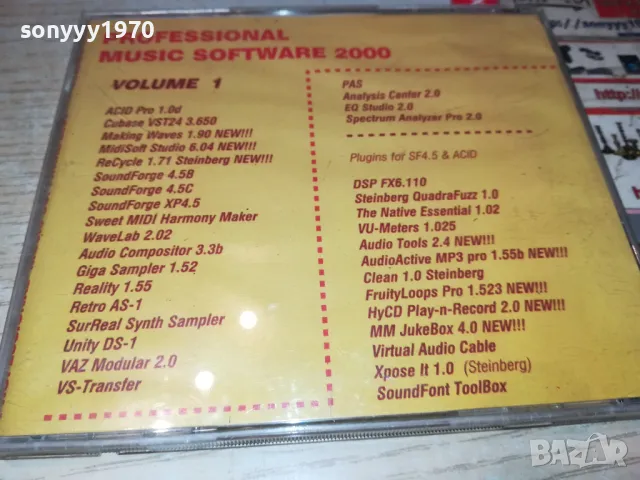 sonyyy1970
PROFESSIONAL
MUSIC SOFTWARE 2000
VOLUME 1
ACID Pro 1.0d
Cubase VST24 3.650
Making Waves 1.90 NEW!!!
MidiSoft Studio 6.04 NEW!!!
ReCycle 1.71 Steinberg NEW!!!
SoundForge 4.5B
SoundForge 4.5C
SoundForge XP4.5
Sweet MIDI Harmony Maker
WaveLab 2.02
Audio Compositor 3.3b
Giga Sampler 1.52
Reality 1.55
Retro AS-1
SurReal Synth Sampler
Unity DS-1
VAZ Modular 2.0
VS-Transfer
PAS
Analysis Center 2.0
EQ Studio 2.0
Spectrum Analyzer Pro 2.0
Plugins for SF4.5 & ACID
DSP FX6.110
Steinberg QuadraFuzz 1.0
The Native Essential 1.02
VU-Meters 1.025
Audio Tools 2.4 NEW!!!
AudioActive MP3 pro 1.55b NEW!!!
Clean 1.0 Steinberg
FruityLoops Pro 1.523 NEW!!!
HyCD Play-n-Record 2.0 NEW!!!
MM JukeBox 4.0 NEW!!!
Virtual Audio Cable
Xpose It 1.0 (Steinberg)
SoundFont ToolBox
BAZAR
bg